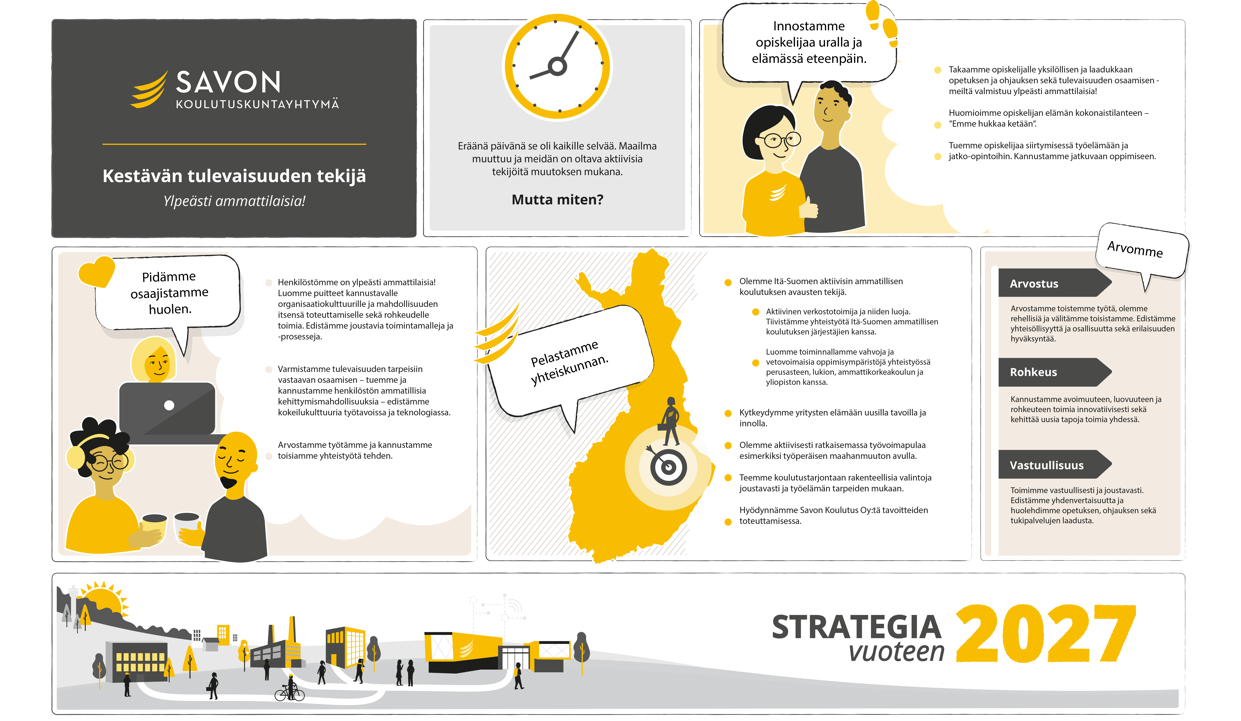 SAVON
KOULUTUSKUNTAYHTYMÄ
Kestävän tulevaisuuden tekijä
Ylpeästi ammattilaisia!
Eräänä päivänä se oli kaikille selvää. Maailma
muuttuu ja meidän on oltava aktiivisia
tekijöitä muutoksen mukana.
Mutta miten?
Innostamme
opiskelijaa uralla ja
elämässä eteenpäin.
Takaamme opiskelijalle yksilöllisen ja laadukkaan
opetuksen ja ohjauksen sekä tulevaisuuden osaamisen -
meiltä valmistuu ylpeästi ammattilaisia!
Huomioimme opiskelijan elämän kokonaistilanteen –
“Emme hukkaa ketään”.
Tuemme opiskelijaa siirtymisessä työelämään ja
jatko-opintoihin. Kannustamme jatkuvaan oppimiseen.
Pidämme
osaajistamme
huolen.
Henkilöstömme on ylpeästi ammattilaisia!
Luomme puitteet kannustavalle
organisaatiokulttuurille ja mahdollisuuden
itsensä toteuttamiselle sekä rohkeudelle
toimia. Edistämme joustavia toimintamalleja ja
-prosesseja.
Varmistamme tulevaisuuden tarpeisiin
vastaavan osaamisen – tuemme ja
kannustamme henkilöstön ammatillisia
kehittymismahdollisuuksia – edistämme
kokeilukulttuuria työtavoissa ja teknologiassa.
Arvostamme työtämme ja kannustamme
toisiamme yhteistyötä tehden.
Pelastamme
yhteiskunnan.
Olemme Itä-Suomen aktiivisin ammatillisen
koulutuksen avausten tekijä.
Aktiivinen verkostotoimija ja niiden luoja.
Tiivistämme yhteistyötä Itä-Suomen ammatillisen
koulutuksen järjestäjien kanssa.
Luomme toiminnallamme vahvoja ja
vetovoimaisia oppimisympäristöjä yhteistyössä
perusasteen, lukion, ammattikorkeakoulun ja
yliopiston kanssa.
Kytkeydymme yritysten elämään uusilla tavoilla ja
innolla.
Olemme aktiivisesti ratkaisemassa työvoimapulaa
esimerkiksi työperäisen maahanmuuton avulla.
Teemme koulutustarjontaan rakenteellisia valintoja
joustavasti ja työelämän tarpeiden mukaan.
Hyödynnämme Savon Koulutus Oy:tä tavoitteiden
toteuttamisessa.
Arvomme
Arvostus
Arvostamme toistemme työtä, olemme
rehellisiä ja välitämme toisistamme. Edistämme
yhteisöllisyyttä ja osallisuutta sekä erilaisuuden
hyväksyntää.
Rohkeus
Kannustamme avoimuuteen, luovuuteen ja
rohkeuteen toimia innovatiivisesti sekä
kehittää uusia tapoja toimia yhdessä.
Vastuullisuus
Toimimme vastuullisesti ja joustavasti.
Edistämme yhdenvertaisuutta ja
huolehdimme opetuksen, ohjauksen sekä
tukipalvelujen laadusta.
STRATEGIA
vuoteen
2027